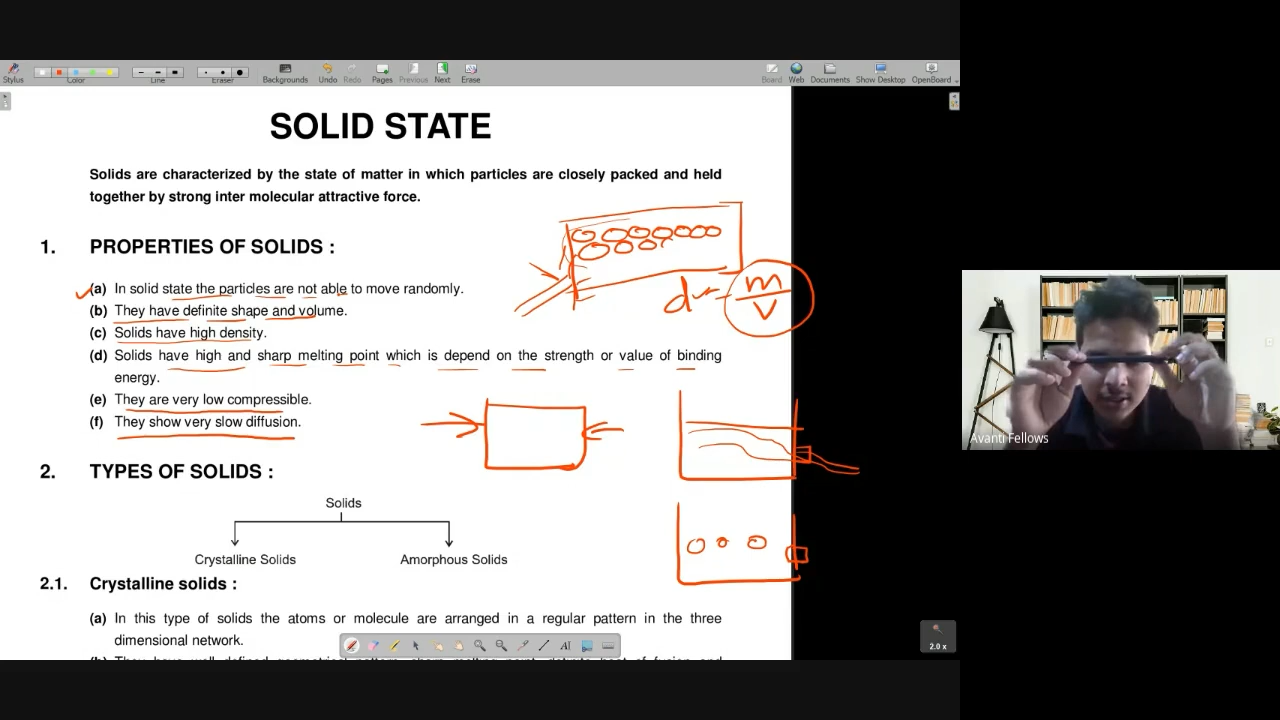 Stylus
Color
Line
Eraser
Backgrounds
Undo
Redo
Pages
Previous
Next
Erase
Board
Web
Documents
Show Desktop
OpenBoard
SOLID STATE
Solids are characterized by the state of matter in which particles are closely packed and held
together by strong inter molecular attractive force.
1. PROPERTIES OF SOLIDS :
(a) In solid state the particles are not able to move randomly.
(b) They have definite shape and volume.
(c) Solids have high density.
d = m
V
(d) Solids have high and sharp melting point which is depend on the strength or value of binding
energy.
(e) They are very low compressible.
(f) They show very slow diffusion.
2. TYPES OF SOLIDS :
Solids
Crystalline Solids
Amorphous Solids
2.1. Crystalline solids :
(a) In this type of solids the atoms or molecule are arranged in a regular pattern in the three
dimensional network.
2.0 x
Avanti Fellows